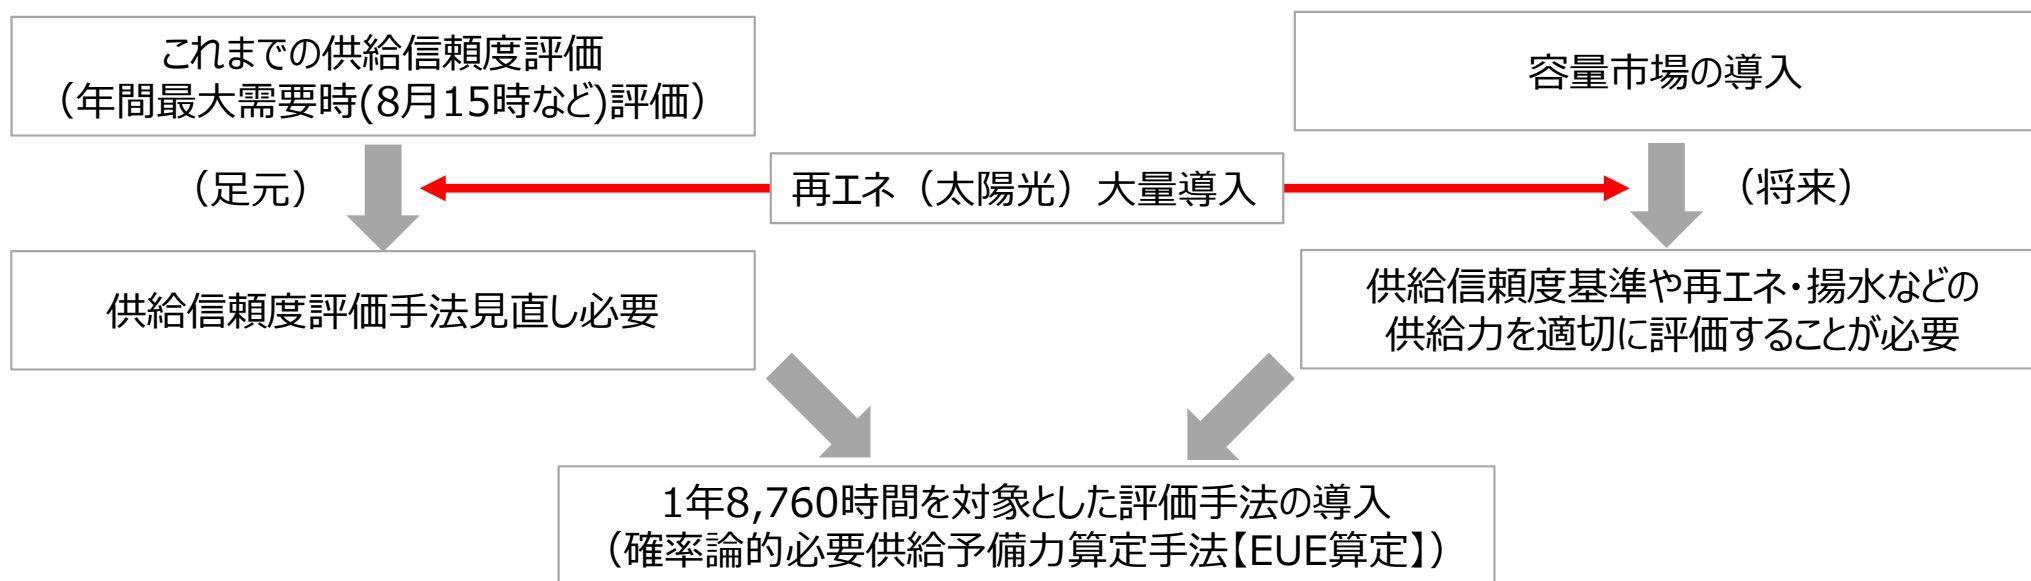 これまでの供給信頼度評価
（年間最大需要時(8月15時など)評価）
容量市場の導入
（足元）
再エネ（太陽光）大量導入
（将来）
供給信頼度評価手法見直し必要
供給信頼度基準や再エネ・揚水などの
供給力を適切に評価することが必要
1年8,760時間を対象とした評価手法の導入
（確率論的必要供給予備力算定手法【EUE算定】）